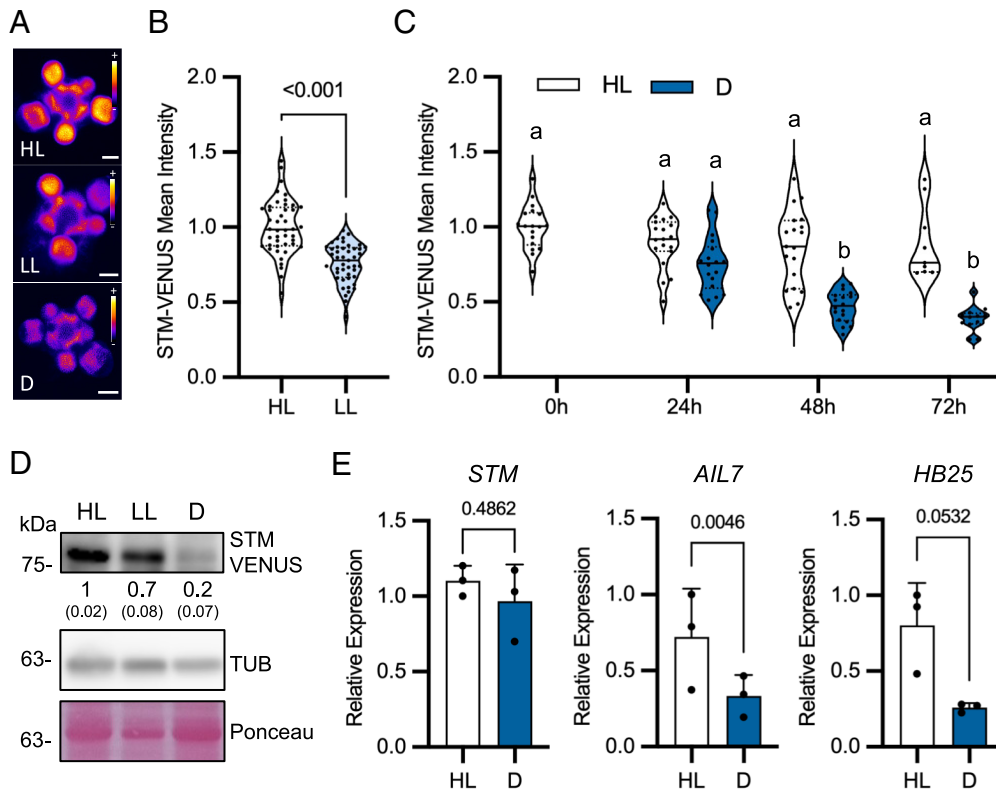 A
+
-
HL
+
-
LL
+
-
D
B
STM-VENUS Mean Intensity
2.0
1.5
1.0
0.5
0.0
<0.001
HL LL
C
STM-VENUS Mean Intensity
2.0
1.5
1.0
0.5
0.0
HL D
a a a a a b a b
0h 24h 48h 72h
D
HL LL D
kDa
75-
STM
VENUS
1 0.7 0.2
(0.02) (0.08) (0.07)
63-
TUB
63-
Ponceau
E
STM
0.4862
Relative Expression
1.5
1.0
0.5
0.0
HL D
AIL7
0.0046
Relative Expression
1.5
1.0
0.5
0.0
HL D
HB25
0.0532
Relative Expression
1.5
1.0
0.5
0.0
HL D